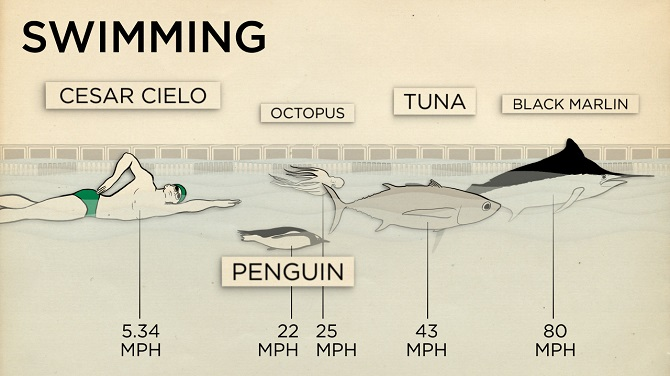 SWIMMING
CESAR CIELO
OCTOPUS
TUNA
BLACK MARLIN
PENGUIN
5.34
MPH
22
MPH
25
MPH
43
MPH
80
MPH